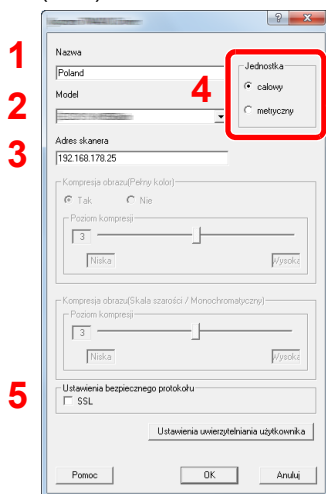 1
Nazwa
Poland
Jednostka
4
calowy
metryczny
2
Model
3
Adres skanera
192.168.178.25
Kompresja obrazu(Pełny kolor)
Tak Nie
Poziom kompresji
3
Niska Wysoka
Kompresja obrazu(Skala szarości / Monochromatyczny)
Poziom kompresji
3
Niska Wysoka
5
Ustawienia bezpiecznego protokołu
SSL
Ustawienia uwierzytelniania użytkownika
Pomoc OK Anuluj